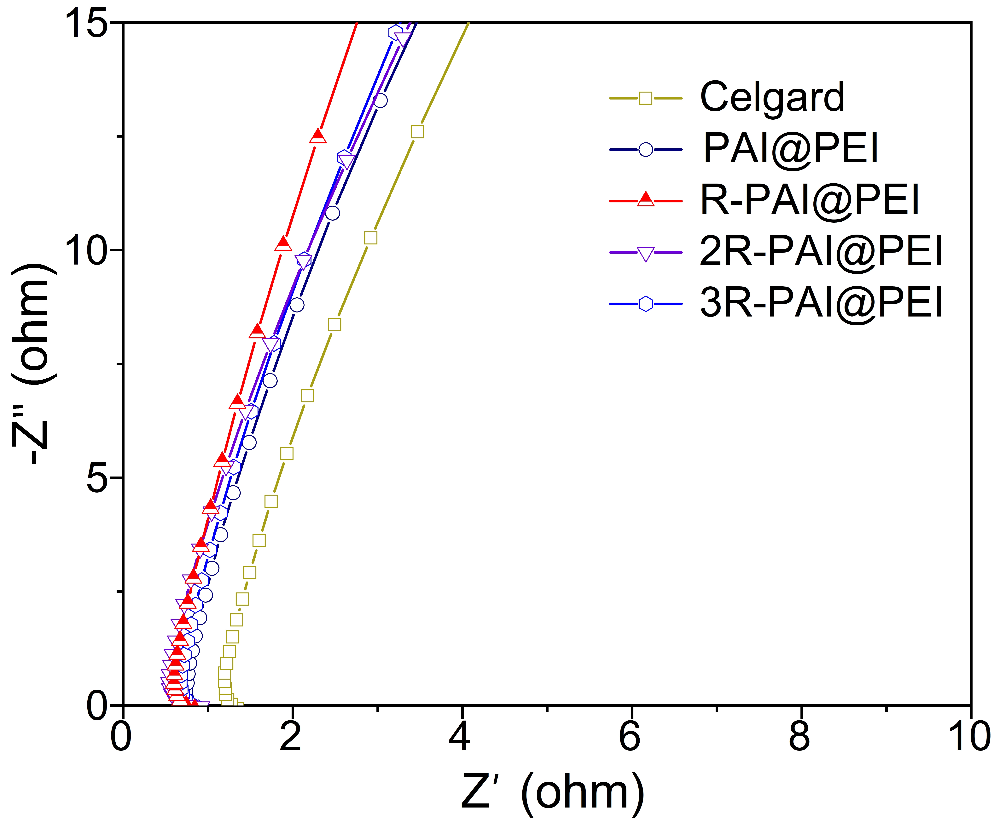 15
10
5
0
-Z" (ohm)
Celgard
PAI@PEI
R-PAI@PEI
2R-PAI@PEI
3R-PAI@PEI
0 2 4 6 8 10
Z' (ohm)